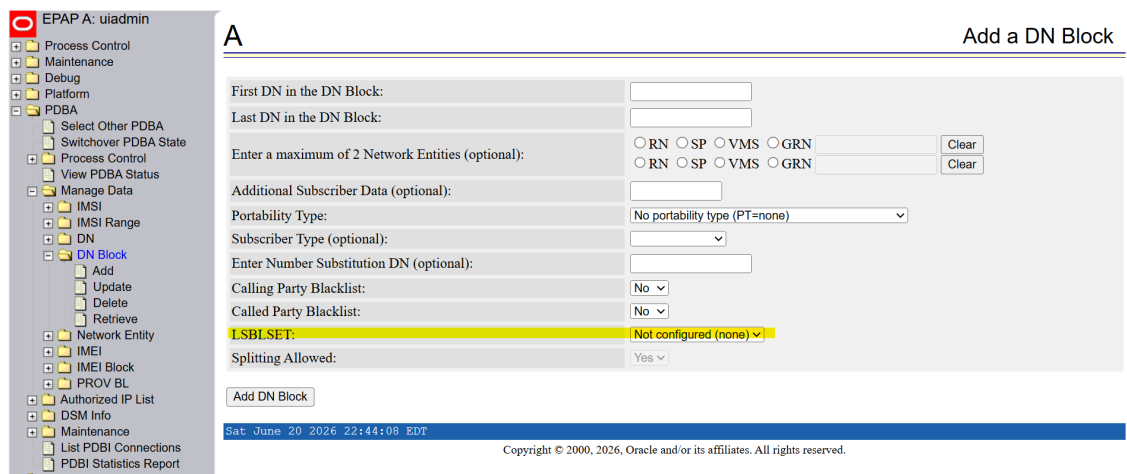 EPAP A: uiadmin
Process Control
Maintenance
Debug
Platform
PDBA
Select Other PDBA
Switchover PDBA State
Process Control
View PDBA Status
Manage Data
IMSI
IMSI Range
DN
DN Block
Add
Update
Delete
Retrieve
Network Entity
IMEI
IMEI Block
PROV BL
Authorized IP List
DSM Info
Maintenance
List PDBI Connections
PDBI Statistics Report
A
Add a DN Block
First DN in the DN Block:
Last DN in the DN Block:
Enter a maximum of 2 Network Entities (optional):
RN SP VMS GRN Clear
RN SP VMS GRN Clear
Additional Subscriber Data (optional):
Portability Type: No portability type (PT=none)
Subscriber Type (optional):
Enter Number Substitution DN (optional):
Calling Party Blacklist: No
Called Party Blacklist: No
LSBLSET: Not configured (none)
Splitting Allowed: Yes
Add DN Block
Sat June 20 2026 22:44:08 EDT
Copyright © 2000, 2026, Oracle and/or its affiliates. All rights reserved.